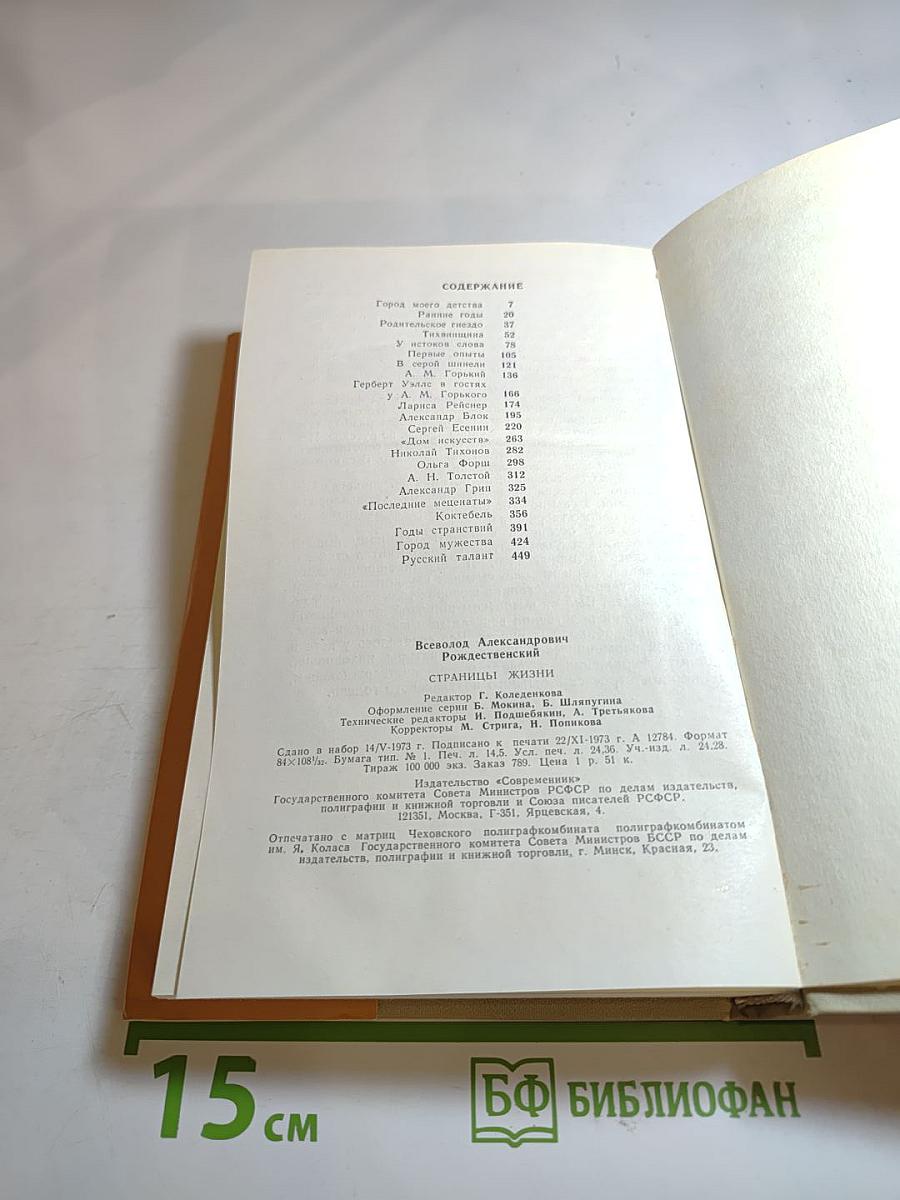 СОДЕРЖАНИЕ
Город моего детства 7
Ранние годы 20
Родительское гнездо 37
Тихвинщина 52
У истоков слова 78
Первые опыты 105
В серой шинели 121
А. М. Горький 136
Герберт Уэллс в гостях
у А. М. Горького 166
Лариса Рейснер 174
Александр Блок 195
Сергей Есенин 220
«Дом искусств» 263
Николай Тихонов 282
Ольга Форш 298
А. Н. Толстой 312
Александр Грин 325
«Последние меценаты» 334
Коктебель 356
Годы странствий 391
Город мужества 424
Русский талант 449
Всеволод Александрович
Рождественский
СТРАНИЦЫ ЖИЗНИ
Редактор Г. Коледенкова
Оформление серии Б. Мокина, Б. Шляпугина
Технические редакторы И. Подшебякин, А. Третьякова
Корректоры М. Стрига, Н. Попикова
Сдано в набор 14/V-1973 г. Подписано к печати 22/XI-1973 г. А 12784. Формат
84×108¹/₃₂. Бумага тип. № 1. Печ. л. 14,5. Усл. печ. л. 24,36. Уч.-изд. л. 24,28.
Тираж 100 000 экз. Заказ 789. Цена 1 р. 51 к.
Издательство «Современник»
Государственного комитета Совета Министров РСФСР по делам издательств,
полиграфии и книжной торговли и Союза писателей РСФСР.
121351, Москва, Г-351, Ярцевская, 4.
Отпечатано с матриц Чеховского полиграфкомбината полиграфкомбинатом
им. Я. Коласа Государственного комитета Совета Министров БССР по делам
издательств, полиграфии и книжной торговли, г. Минск, Красная, 23.
15 см
БФ БИБЛИОФАН